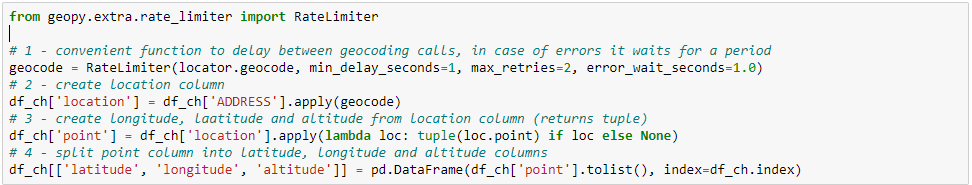 from geopy.extra.rate_limiter import RateLimiter
# 1 - convenient function to delay between geocoding calls, in case of errors it waits for a period
geocode = RateLimiter(locator.geocode, min_delay_seconds=1, max_retries=2, error_wait_seconds=1.0)
# 2 - create location column
df_ch['location'] = df_ch['ADDRESS'].apply(geocode)
# 3 - create longitude, laatitude and altitude from location column (returns tuple)
df_ch['point'] = df_ch['location'].apply(lambda loc: tuple(loc.point) if loc else None)
# 4 - split point column into latitude, longitude and altitude columns
df_ch[['latitude', 'longitude', 'altitude']] = pd.DataFrame(df_ch['point'].tolist(), index=df_ch.index)